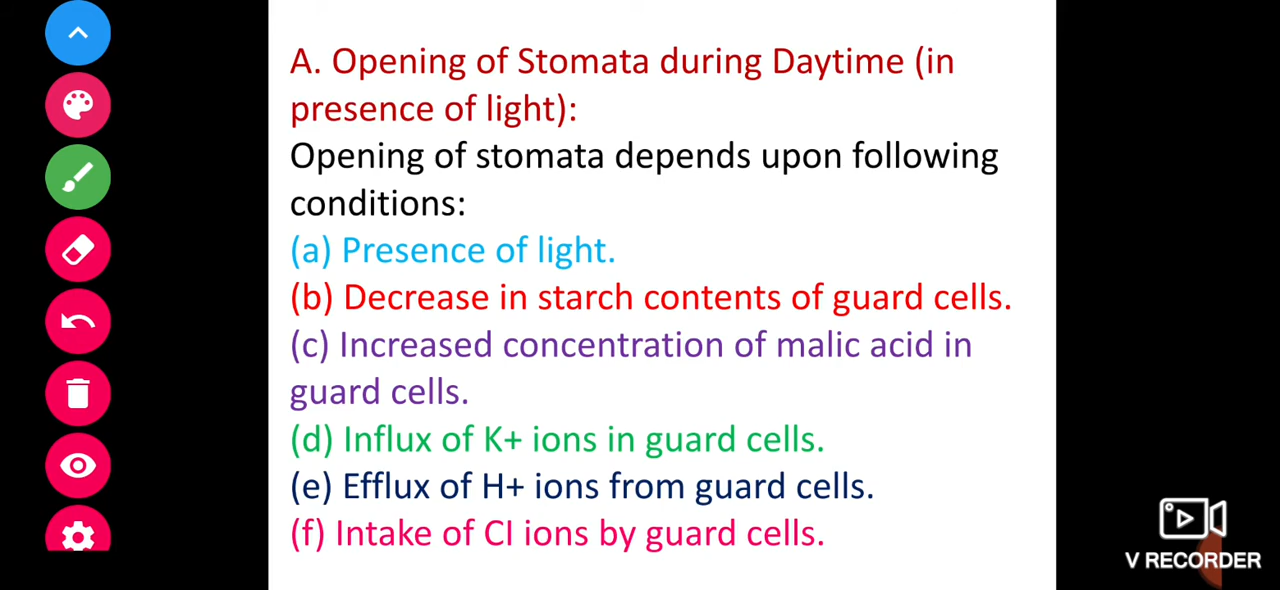 A. Opening of Stomata during Daytime (in
presence of light):
Opening of stomata depends upon following
conditions:
(a) Presence of light.
(b) Decrease in starch contents of guard cells.
(c) Increased concentration of malic acid in
guard cells.
(d) Influx of K+ ions in guard cells.
(e) Efflux of H+ ions from guard cells.
(f) Intake of CI ions by guard cells.
V RECORDER